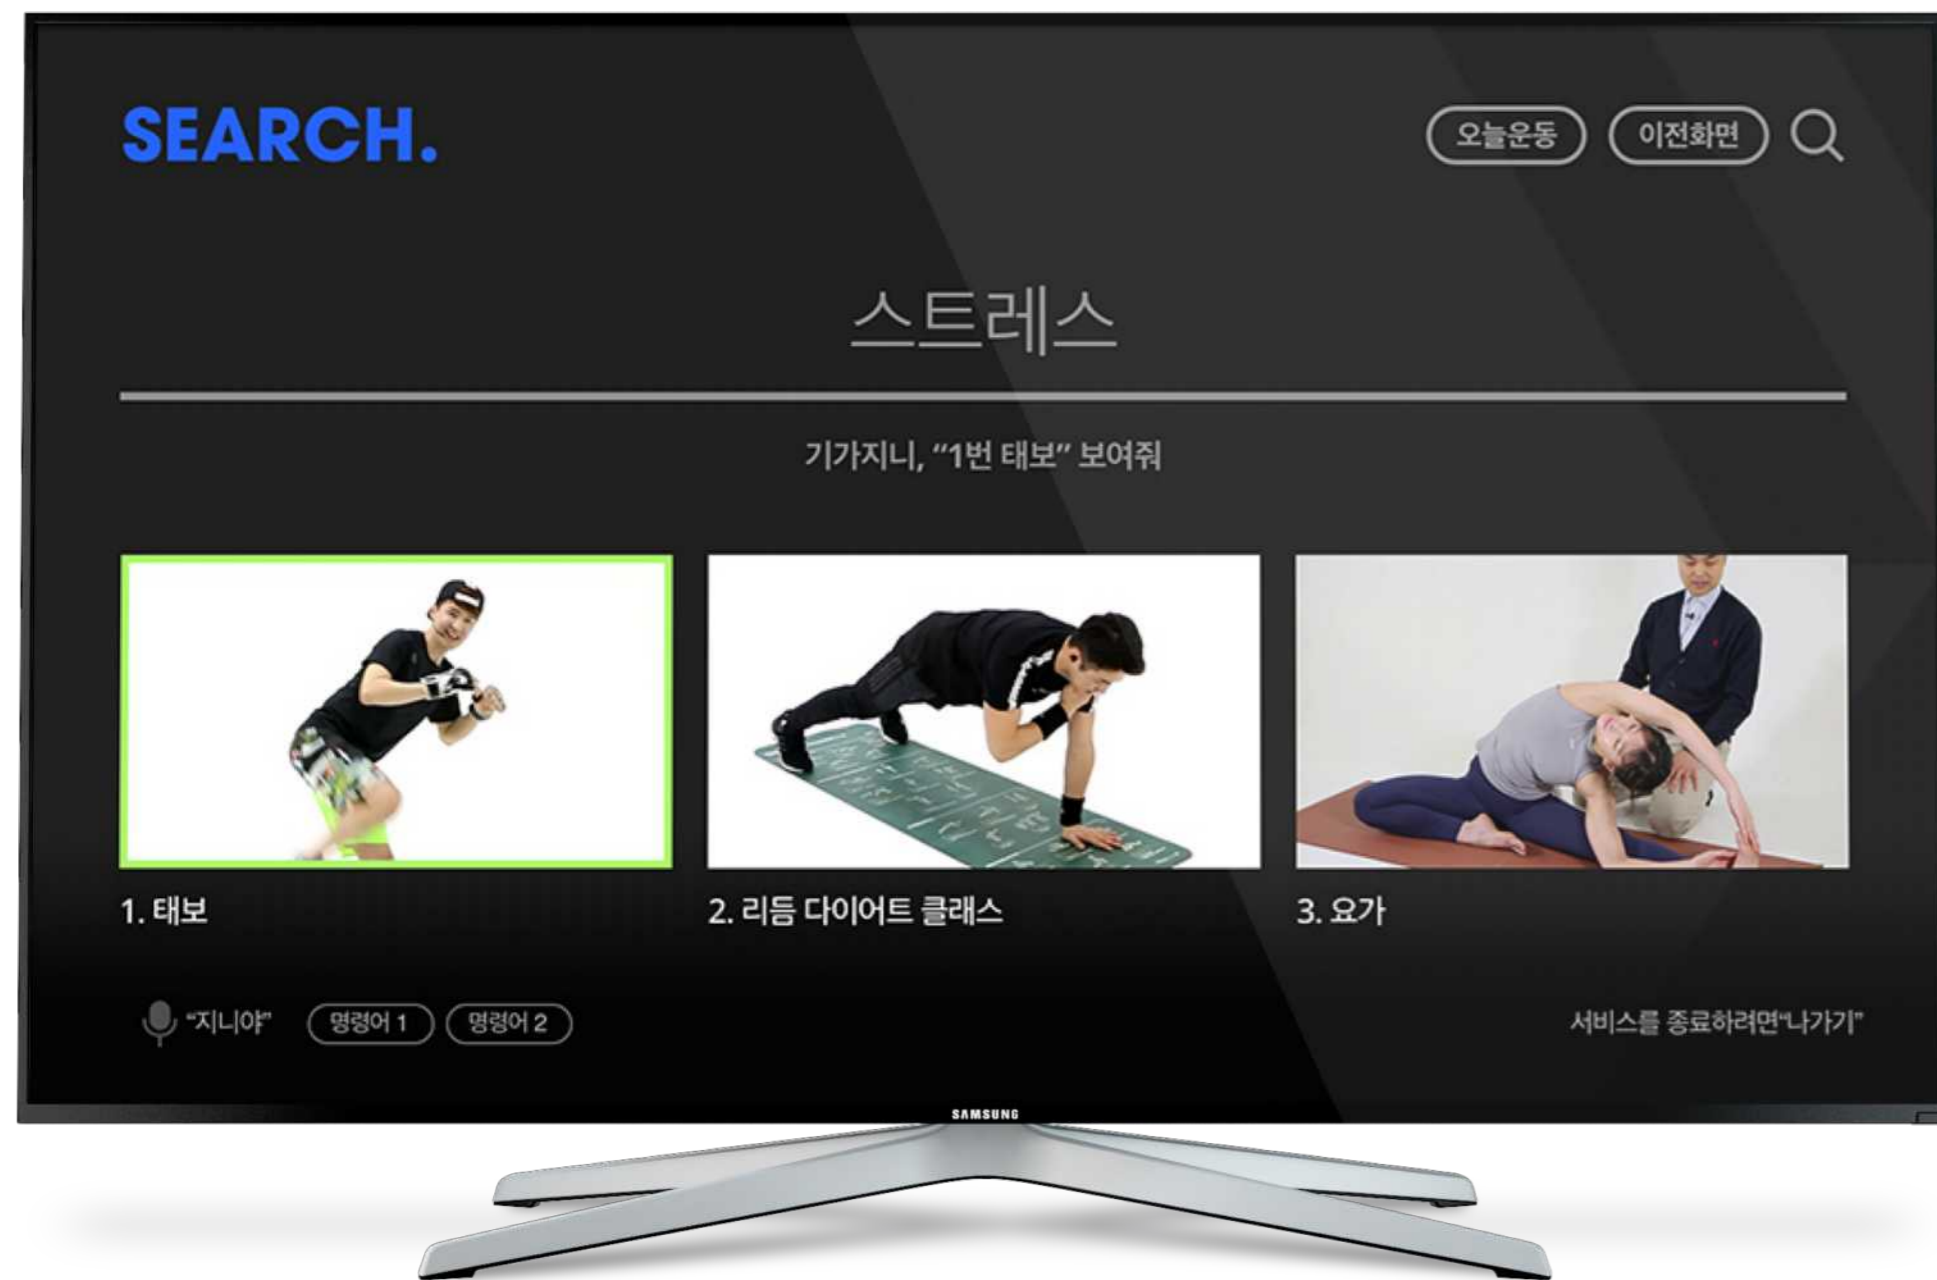 SEARCH.
오늘운동 이전화면
스트레스
기가지니, “1번 태보” 보여줘
1. 태보 2. 리듬 다이어트 클래스 3. 요가
“지니야” 명령어 1 명령어 2 서비스를 종료하려면“나가기”
SAMSUNG